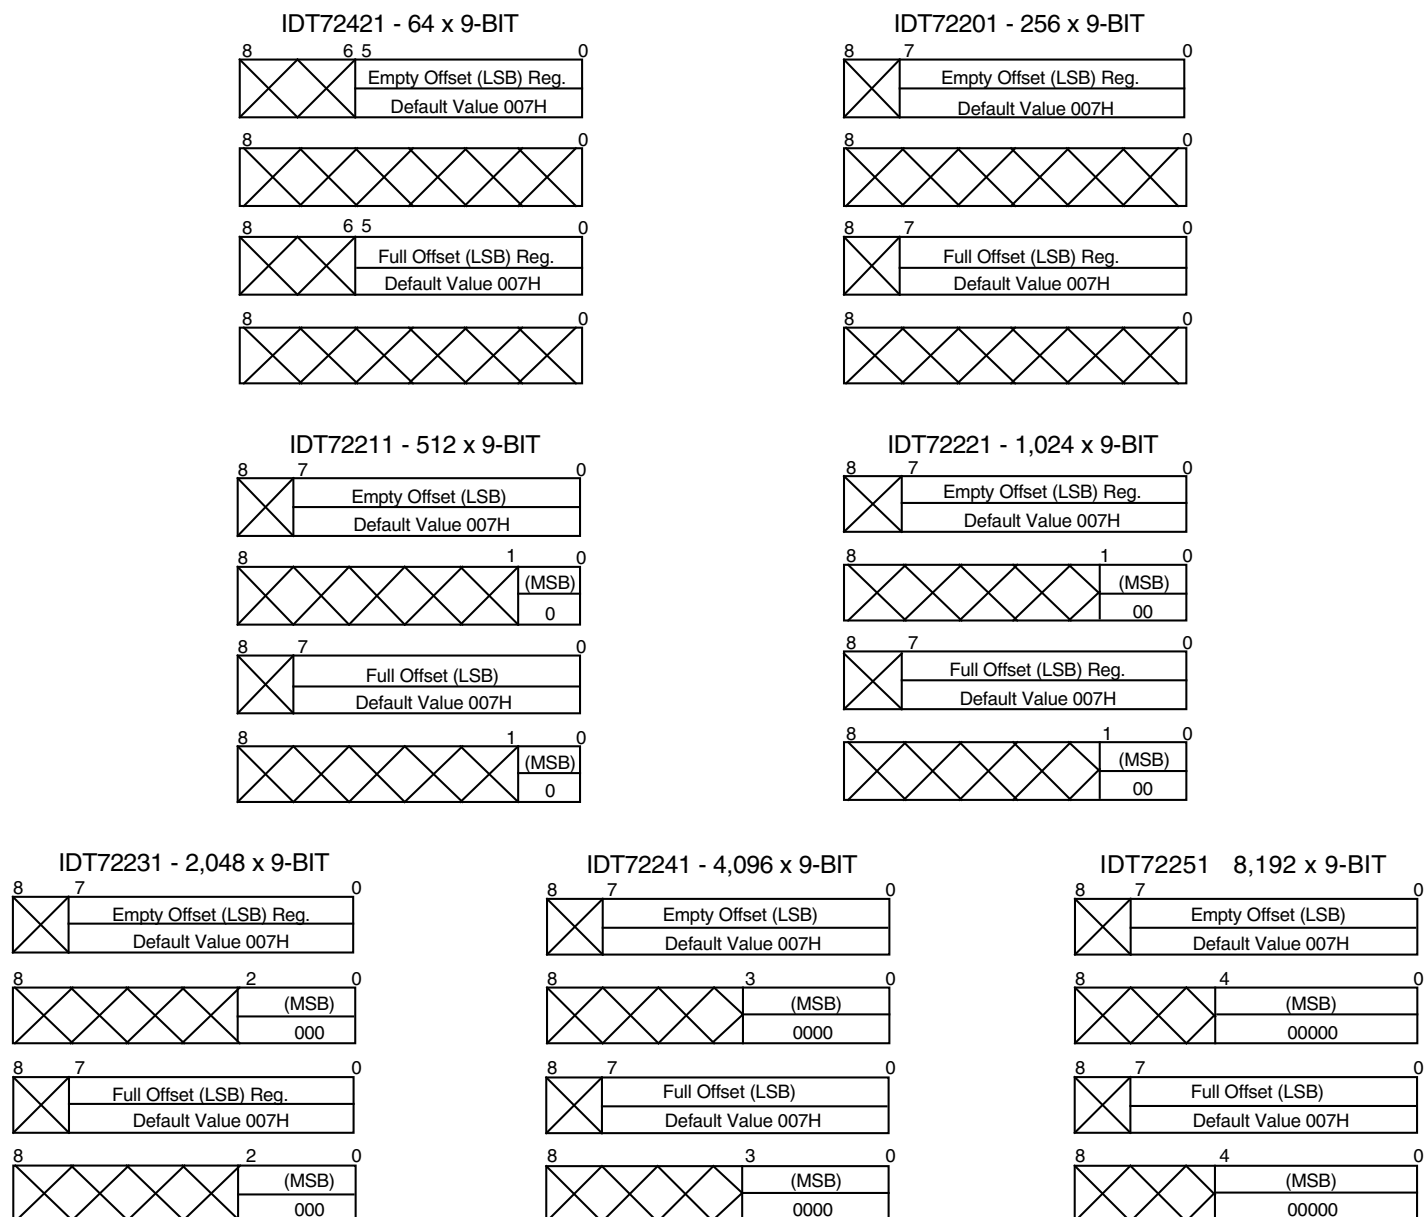 IDT72421 - 64 x 9-BIT
8 6 5 0
Empty Offset (LSB) Reg.
Default Value 007H
8 0
8 6 5 0
Full Offset (LSB) Reg.
Default Value 007H
8 0
IDT72201 - 256 x 9-BIT
8 7 0
Empty Offset (LSB) Reg.
Default Value 007H
8 0
8 7 0
Full Offset (LSB) Reg.
Default Value 007H
8 0
IDT72211 - 512 x 9-BIT
8 7 0
Empty Offset (LSB)
Default Value 007H
8 1 0
(MSB)
0
8 7 0
Full Offset (LSB)
Default Value 007H
8 1 0
(MSB)
0
IDT72221 - 1,024 x 9-BIT
8 7 0
Empty Offset (LSB) Reg.
Default Value 007H
8 1 0
(MSB)
00
8 7 0
Full Offset (LSB) Reg.
Default Value 007H
8 1 0
(MSB)
00
IDT72231 - 2,048 x 9-BIT
8 7 0
Empty Offset (LSB) Reg.
Default Value 007H
8 2 0
(MSB)
000
8 7 0
Full Offset (LSB) Reg.
Default Value 007H
8 2 0
(MSB)
000
IDT72241 - 4,096 x 9-BIT
8 7 0
Empty Offset (LSB)
Default Value 007H
8 3 0
(MSB)
0000
8 7 0
Full Offset (LSB)
Default Value 007H
8 3 0
(MSB)
0000
IDT72251 8,192 x 9-BIT
8 7 0
Empty Offset (LSB)
Default Value 007H
8 4 0
(MSB)
00000
8 7 0
Full Offset (LSB)
Default Value 007H
8 4 0
(MSB)
00000